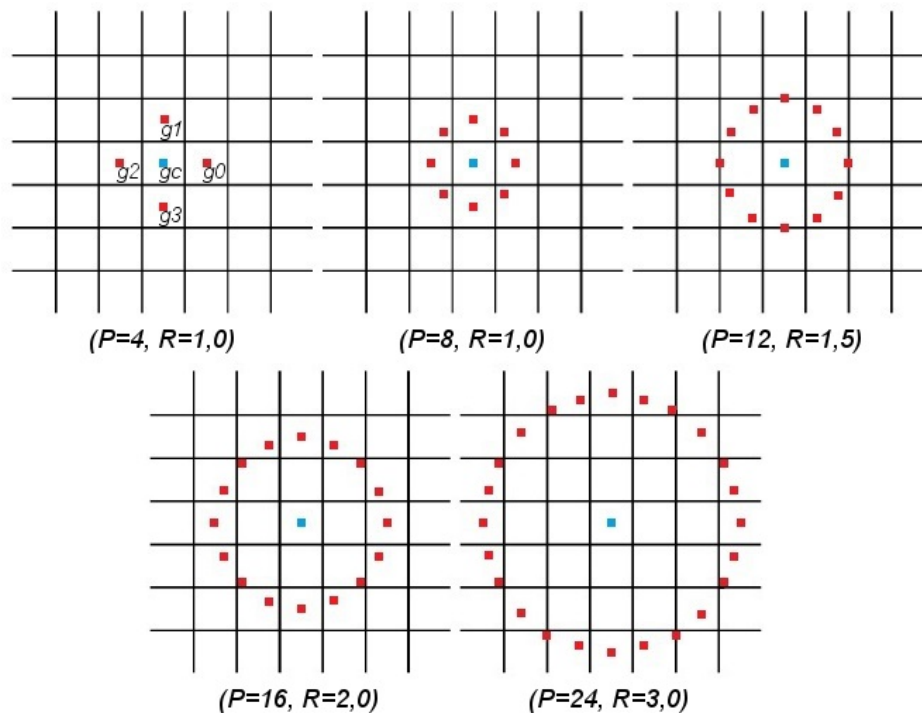 g1
g2 gc g0
g3
(P=4, R=1,0) (P=8, R=1,0) (P=12, R=1,5)
(P=16, R=2,0) (P=24, R=3,0)